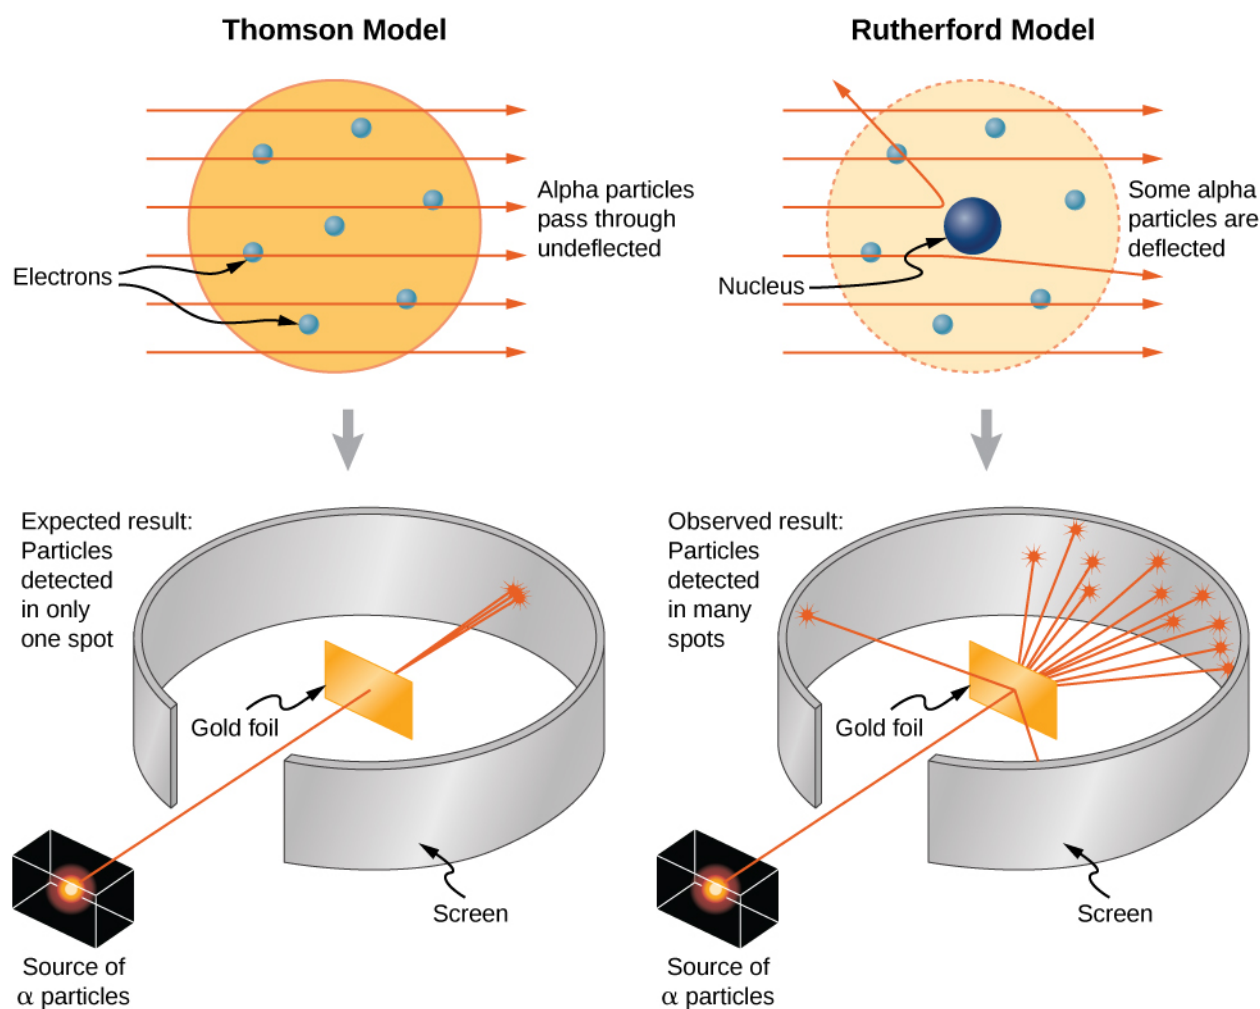 Thomson Model
Rutherford Model
Alpha particles
pass through
undeflected
Electrons
Some alpha
particles are
deflected
Nucleus
Expected result:
Particles
detected
in only
one spot
Gold foil
Screen
Source of
α particles
Observed result:
Particles
detected
in many
spots
Gold foil
Screen
Source of
α particles